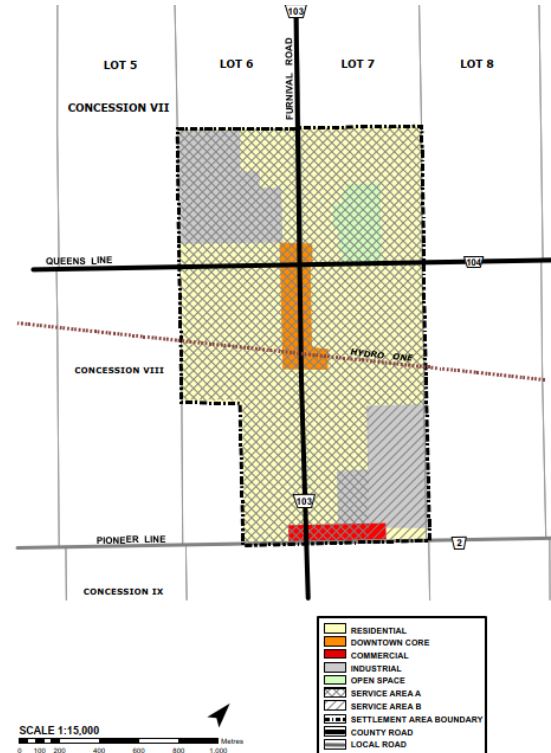 103
FURNIVAL ROAD
LOT 5
LOT 6
LOT 7
LOT 8
CONCESSION VII
QUEENS LINE
104
HYDRO ONE
CONCESSION VIII
103
PIONEER LINE
2
CONCESSION IX
RESIDENTIAL
DOWNTOWN CORE
COMMERCIAL
INDUSTRIAL
OPEN SPACE
SERVICE AREA A
SERVICE AREA B
SETTLEMENT AREA BOUNDARY
COUNTY ROAD
LOCAL ROAD
SCALE 1:15,000
Metres
0 100 200 400 600 800 1,000